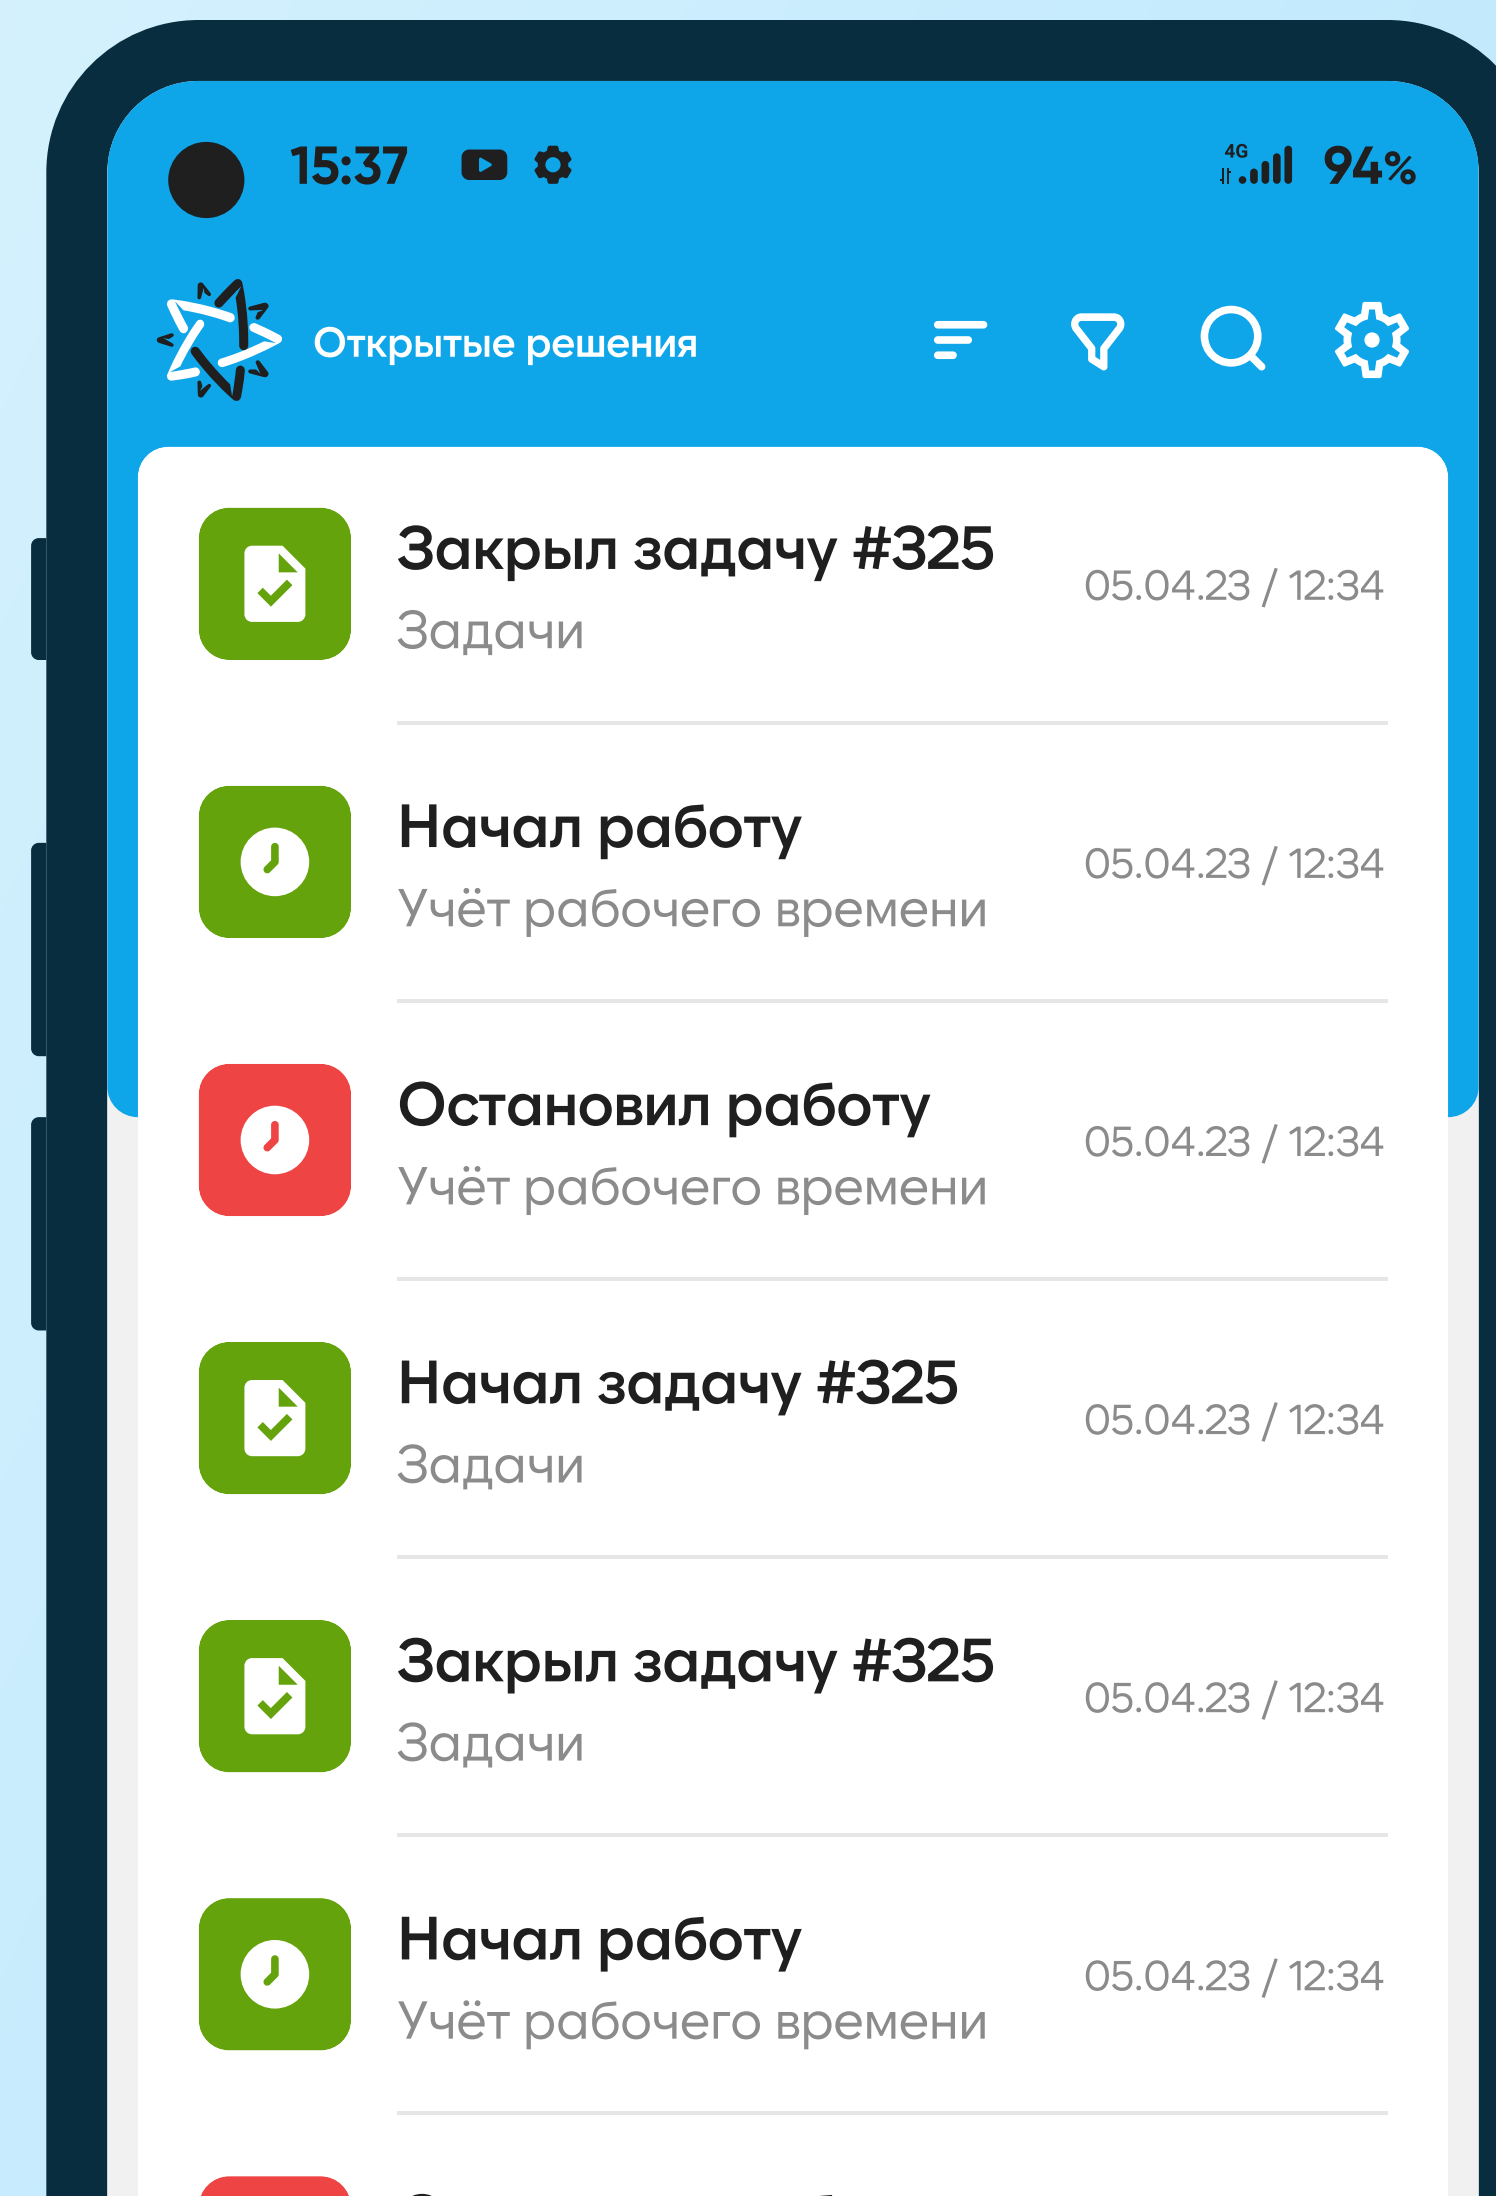 15:37
4G 94%
Открытые решения
Закрыл задачу #325
05.04.23 / 12:34
Задачи
Начал работу
05.04.23 / 12:34
Учёт рабочего времени
Остановил работу
05.04.23 / 12:34
Учёт рабочего времени
Начал задачу #325
05.04.23 / 12:34
Задачи
Закрыл задачу #325
05.04.23 / 12:34
Задачи
Начал работу
05.04.23 / 12:34
Учёт рабочего времени